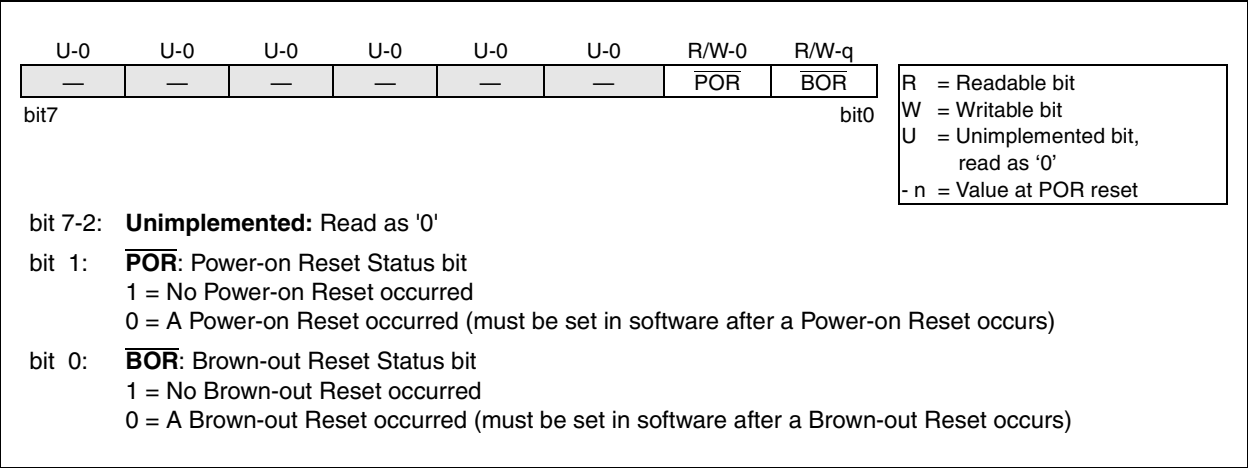 U-0 U-0 U-0 U-0 U-0 U-0 R/W-0 R/W-q
— — — — — — P̅O̅R̅ B̅O̅R̅
bit7 bit0
R = Readable bit
W = Writable bit
U = Unimplemented bit,
read as ‘0’
- n = Value at POR reset
bit 7-2: Unimplemented: Read as '0'
bit 1: P̅O̅R̅: Power-on Reset Status bit
1 = No Power-on Reset occurred
0 = A Power-on Reset occurred (must be set in software after a Power-on Reset occurs)
bit 0: B̅O̅R̅: Brown-out Reset Status bit
1 = No Brown-out Reset occurred
0 = A Brown-out Reset occurred (must be set in software after a Brown-out Reset occurs)